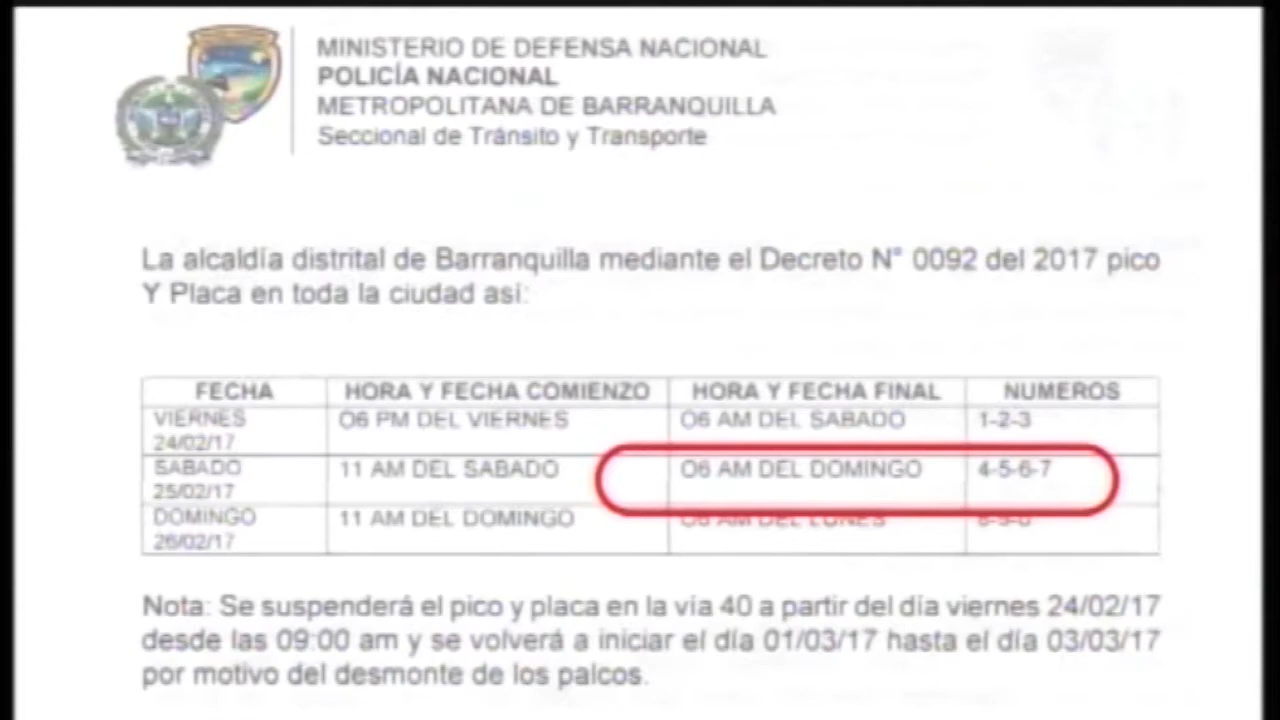 MINISTERIO DE DEFENSA NACIONAL
POLICÍA NACIONAL
METROPOLITANA DE BARRANQUILLA
Seccional de Tránsito y Transporte
La alcaldía distrital de Barranquilla mediante el Decreto N° 0092 del 2017 pico
Y Placa en toda la ciudad asi:
FECHA HORA Y FECHA COMIENZO HORA Y FECHA FINAL NUMEROS
VIERNES O6 PM DEL VIERNES O6 AM DEL SABADO 1-2-3
24/02/17
SABADO 11 AM DEL SABADO O6 AM DEL DOMINGO 4-5-6-7
25/02/17
DOMINGO 11 AM DEL DOMINGO O6 AM DEL LUNES
26/02/17
Nota: Se suspenderá el pico y placa en la via 40 a partir del día viernes 24/02/17
desde las 09:00 am y se volverá a iniciar el día 01/03/17 hasta el día 03/03/17
por motivo del desmonte de los palcos.